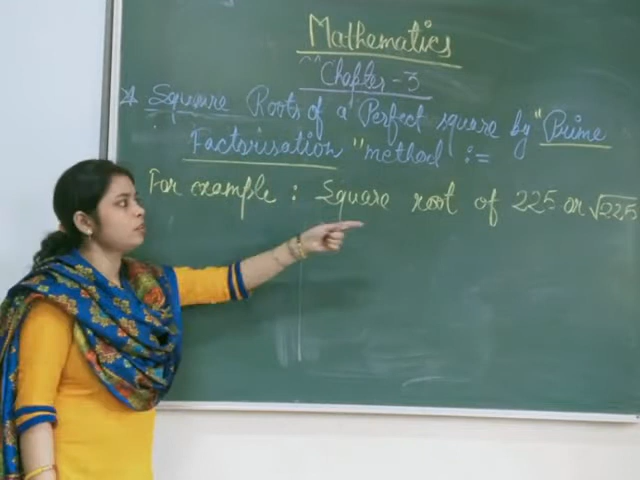 Mathematics
"Chapter-3
* Square Roots of a Perfect square by "Prime
Factorisation" method :=
For example : Square root of 225 or √225